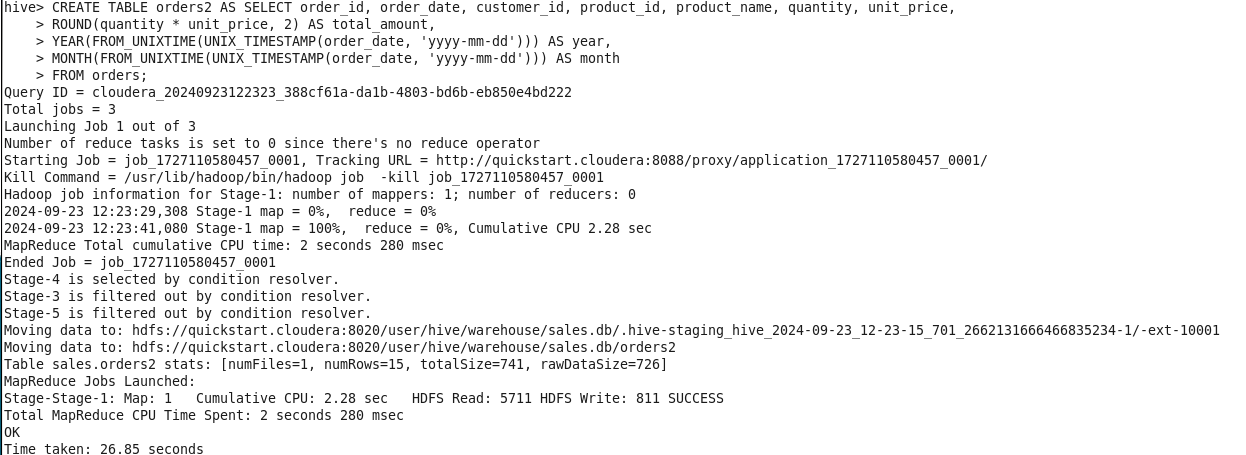 hive> CREATE TABLE orders2 AS SELECT order_id, order_date, customer_id, product_id, product_name, quantity, unit_price,
    > ROUND(quantity * unit_price, 2) AS total_amount,
    > YEAR(FROM_UNIXTIME(UNIX_TIMESTAMP(order_date, 'yyyy-mm-dd'))) AS year,
    > MONTH(FROM_UNIXTIME(UNIX_TIMESTAMP(order_date, 'yyyy-mm-dd'))) AS month
    > FROM orders;
Query ID = cloudera_20240923122323_388cf61a-da1b-4803-bd6b-eb850e4bd222
Total jobs = 3
Launching Job 1 out of 3
Number of reduce tasks is set to 0 since there's no reduce operator
Starting Job = job_1727110580457_0001, Tracking URL = http://quickstart.cloudera:8088/proxy/application_1727110580457_0001/
Kill Command = /usr/lib/hadoop/bin/hadoop job  -kill job_1727110580457_0001
Hadoop job information for Stage-1: number of mappers: 1; number of reducers: 0
2024-09-23 12:23:29,308 Stage-1 map = 0%,  reduce = 0%
2024-09-23 12:23:41,080 Stage-1 map = 100%,  reduce = 0%, Cumulative CPU 2.28 sec
MapReduce Total cumulative CPU time: 2 seconds 280 msec
Ended Job = job_1727110580457_0001
Stage-4 is selected by condition resolver.
Stage-3 is filtered out by condition resolver.
Stage-5 is filtered out by condition resolver.
Moving data to: hdfs://quickstart.cloudera:8020/user/hive/warehouse/sales.db/.hive-staging_hive_2024-09-23_12-23-15_701_2662131666466835234-1/-ext-10001
Moving data to: hdfs://quickstart.cloudera:8020/user/hive/warehouse/sales.db/orders2
Table sales.orders2 stats: [numFiles=1, numRows=15, totalSize=741, rawDataSize=726]
MapReduce Jobs Launched:
Stage-Stage-1: Map: 1   Cumulative CPU: 2.28 sec   HDFS Read: 5711 HDFS Write: 811 SUCCESS
Total MapReduce CPU Time Spent: 2 seconds 280 msec
OK
Time taken: 26.85 seconds